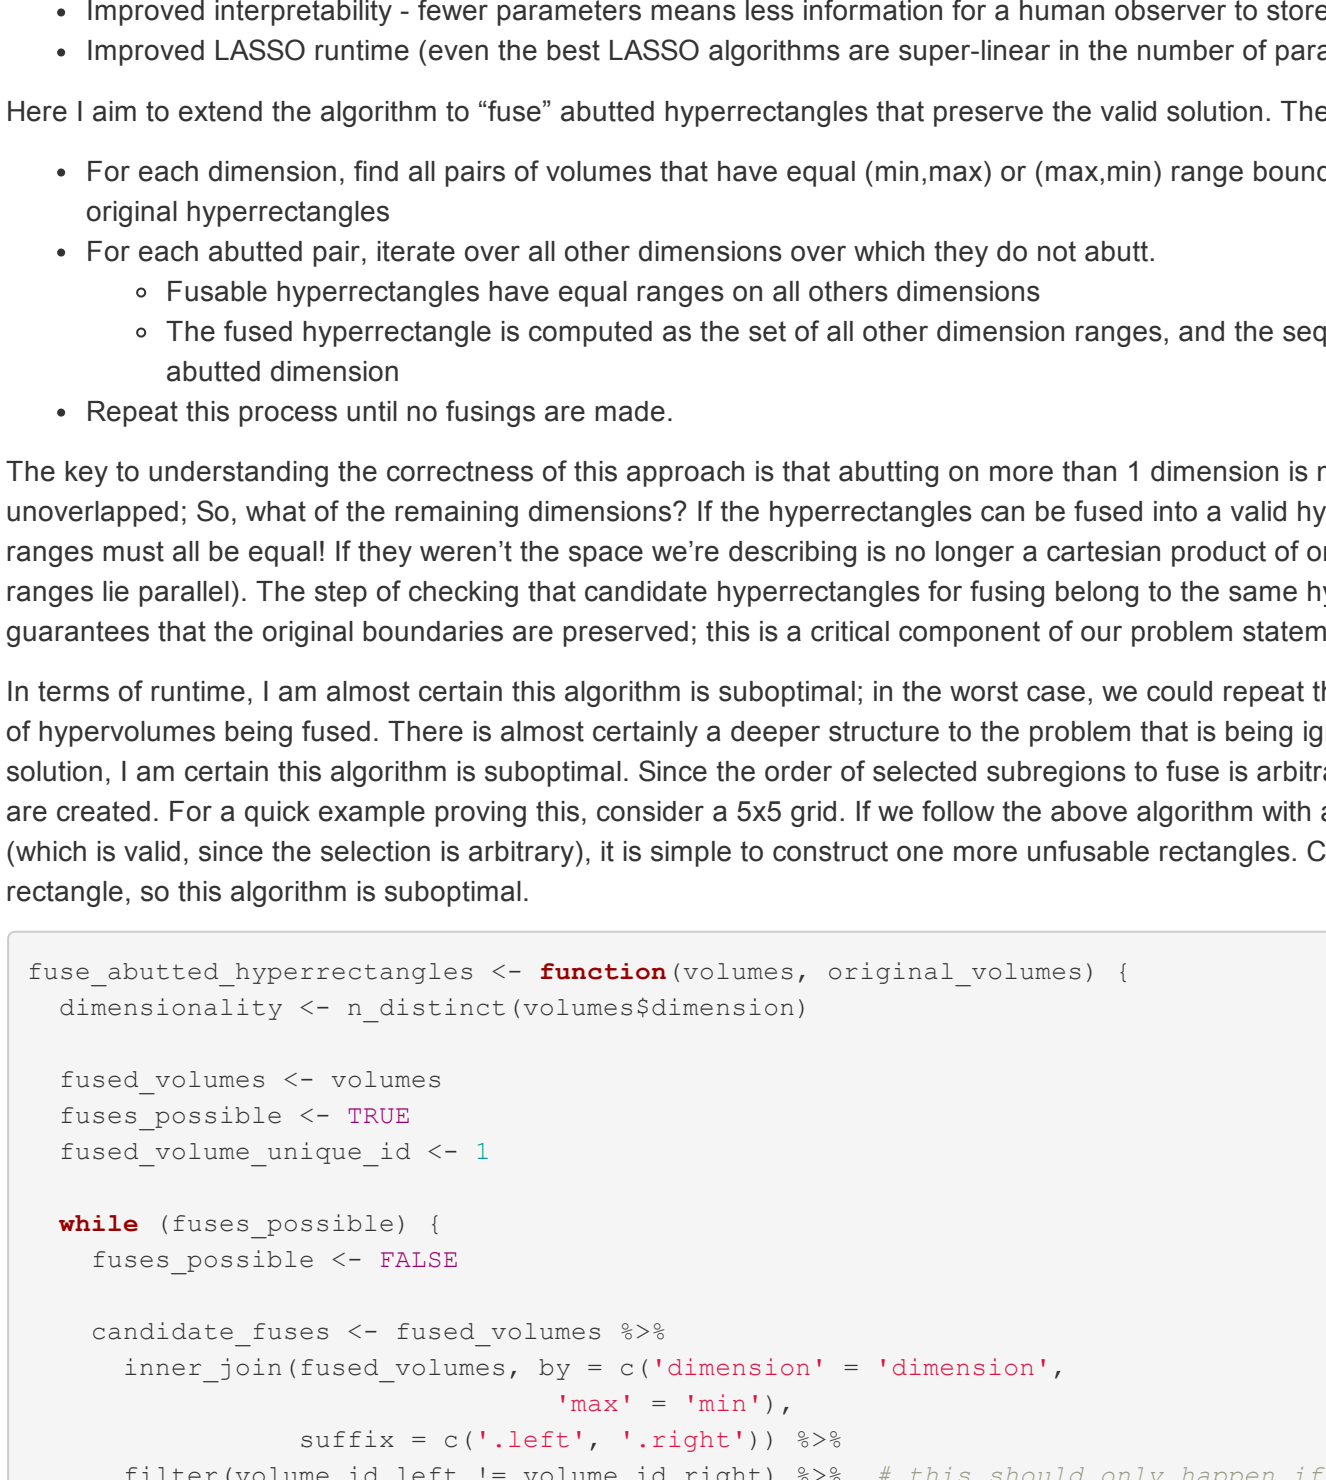 Improved interpretability - fewer parameters means less information for a human observer to store
Improved LASSO runtime (even the best LASSO algorithms are super-linear in the number of para
Here I aim to extend the algorithm to “fuse” abutted hyperrectangles that preserve the valid solution. The
For each dimension, find all pairs of volumes that have equal (min,max) or (max,min) range bound
original hyperrectangles
For each abutted pair, iterate over all other dimensions over which they do not abutt.
Fusable hyperrectangles have equal ranges on all others dimensions
The fused hyperrectangle is computed as the set of all other dimension ranges, and the seq
abutted dimension
Repeat this process until no fusings are made.
The key to understanding the correctness of this approach is that abutting on more than 1 dimension is n
unoverlapped; So, what of the remaining dimensions? If the hyperrectangles can be fused into a valid hy
ranges must all be equal! If they weren’t the space we’re describing is no longer a cartesian product of or
ranges lie parallel). The step of checking that candidate hyperrectangles for fusing belong to the same hy
guarantees that the original boundaries are preserved; this is a critical component of our problem statem
In terms of runtime, I am almost certain this algorithm is suboptimal; in the worst case, we could repeat th
of hypervolumes being fused. There is almost certainly a deeper structure to the problem that is being ig
solution, I am certain this algorithm is suboptimal. Since the order of selected subregions to fuse is arbitra
are created. For a quick example proving this, consider a 5x5 grid. If we follow the above algorithm with a
(which is valid, since the selection is arbitrary), it is simple to construct one more unfusable rectangles. C
rectangle, so this algorithm is suboptimal.
fuse_abutted_hyperrectangles <- function(volumes, original_volumes) {
  dimensionality <- n_distinct(volumes$dimension)
  fused_volumes <- volumes
  fuses_possible <- TRUE
  fused_volume_unique_id <- 1
  while (fuses_possible) {
    fuses_possible <- FALSE
    candidate_fuses <- fused_volumes %>%
      inner_join(fused_volumes, by = c('dimension' = 'dimension',
                                 'max' = 'min'),
                 suffix = c('.left', '.right')) %>%
      filter(volume_id.left != volume_id.right) %>% # this should only happen if